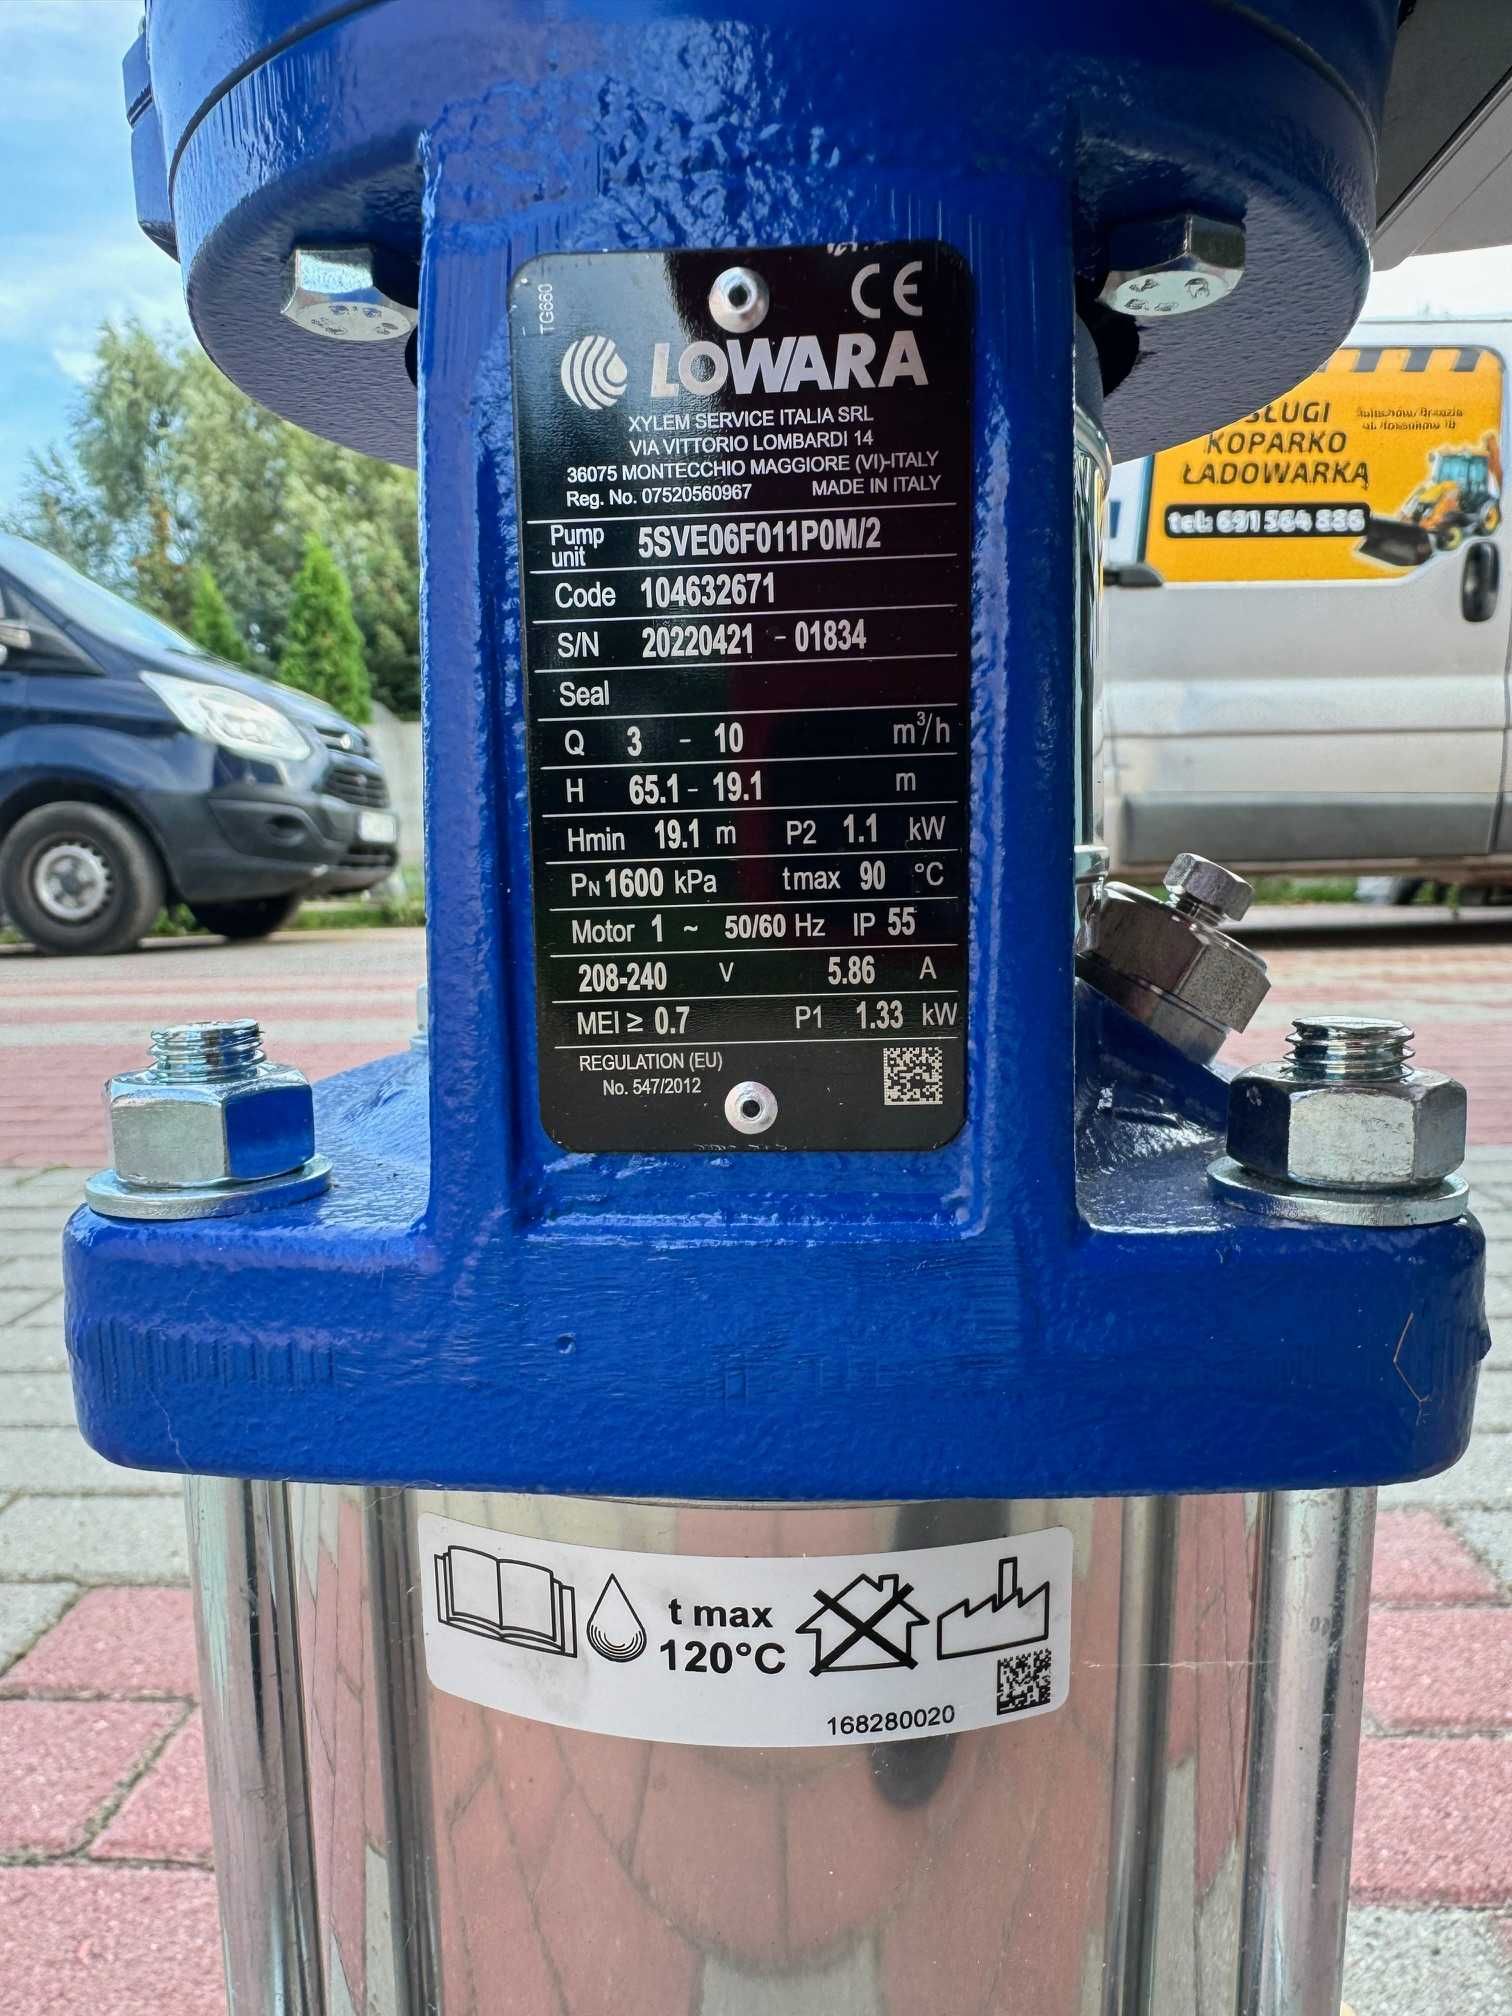 TG660
CE
LOWARA
XYLEM SERVICE ITALIA SRL
VIA VITTORIO LOMBARDI 14
36075 MONTECCHIO MAGGIORE (VI)-ITALY
Reg. No. 07520560967 MADE IN ITALY
Pump unit 5SVE06F011P0M/2
Code 104632671
S/N 20220421 - 01834
Seal
Q 3 - 10 m³/h
H 65.1 - 19.1 m
Hmin 19.1 m P2 1.1 kW
PN 1600 kPa tmax 90 °C
Motor 1 ~ 50/60 Hz IP 55
208-240 V 5.86 A
MEI ≥ 0.7 P1 1.33 kW
REGULATION (EU)
No. 547/2012
KOPARKO
ŁADOWARKĄ
tel: 691 564 886
t max
120°C
168280020